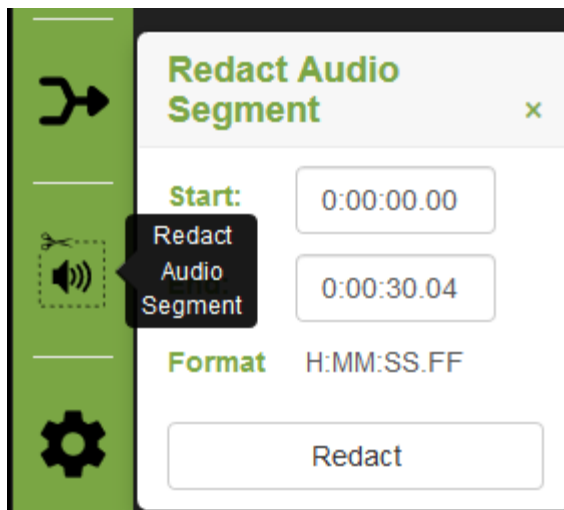 Redact Audio
Segment ×
Start: 0:00:00.00
Redact
Audio
Segment
End: 0:00:30.04
Format H:MM:SS.FF
Redact